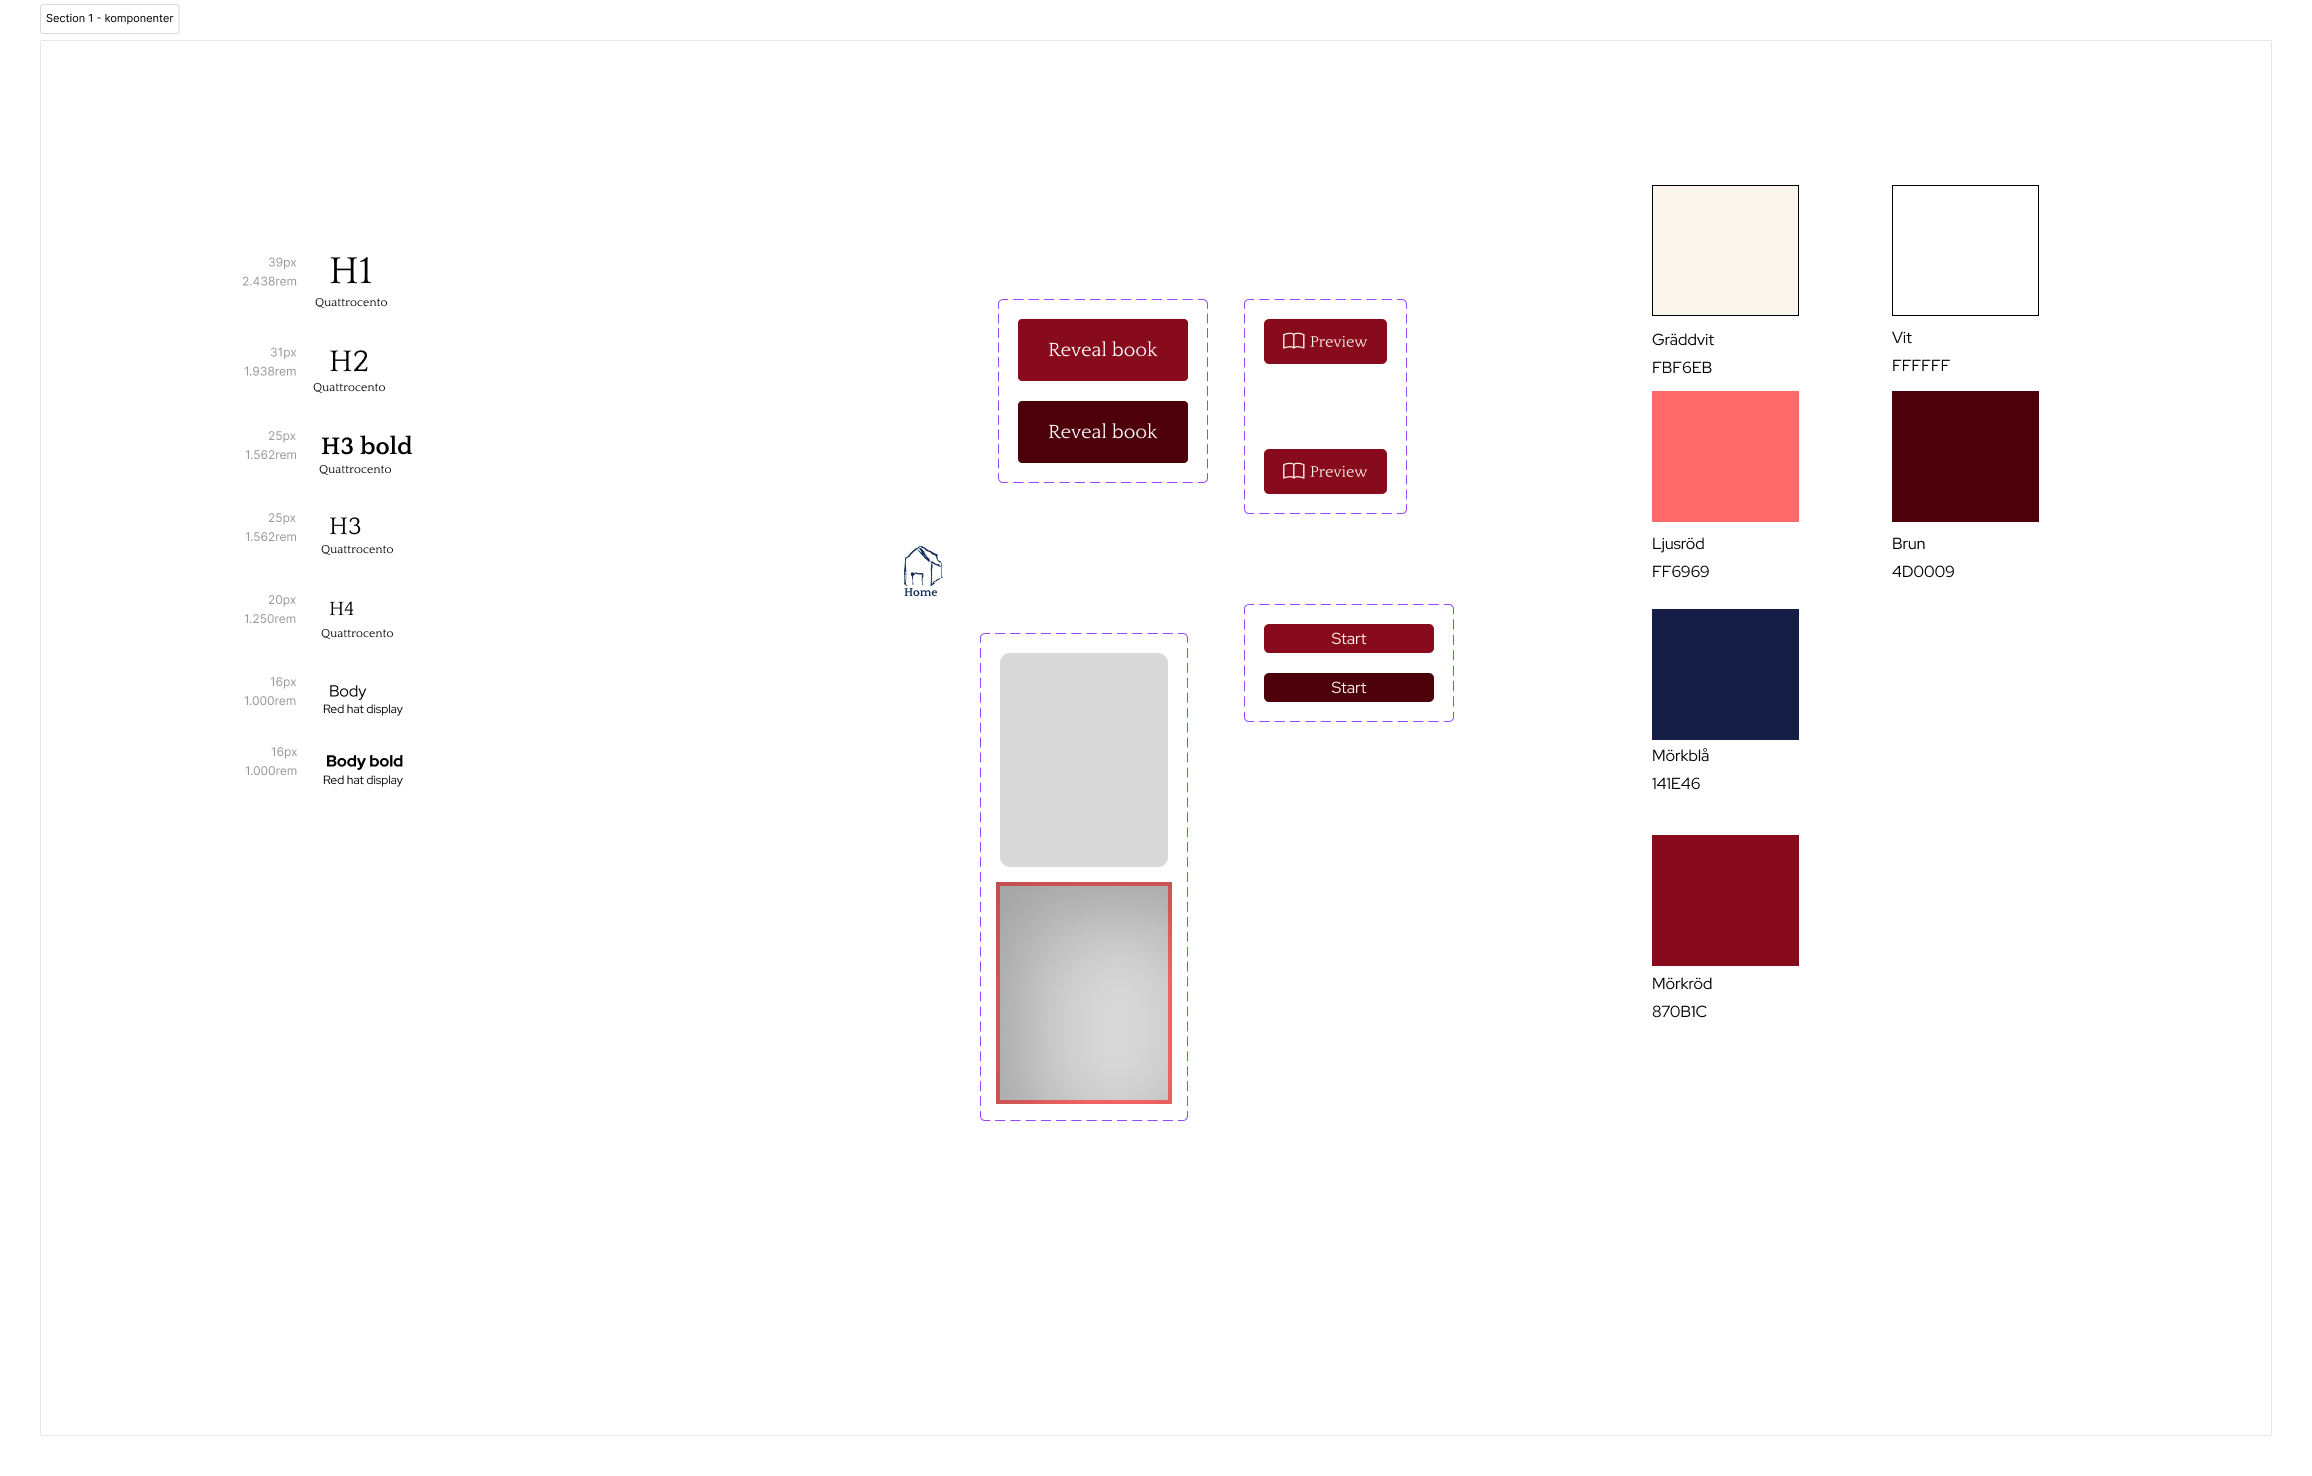 Section 1 - komponenter
39px
2.438rem
H1
Quattrocento
31px
1.938rem
H2
Quattrocento
25px
1.562rem
H3 bold
Quattrocento
25px
1.562rem
H3
Quattrocento
20px
1.250rem
H4
Quattrocento
16px
1.000rem
Body
Red hat display
16px
1.000rem
Body bold
Red hat display
Reveal book
Reveal book
Preview
Preview
Home
Start
Start
Gräddvit
FBF6EB
Vit
FFFFFF
Ljusröd
FF6969
Brun
4D0009
Mörkblå
141E46
Mörkröd
870B1C